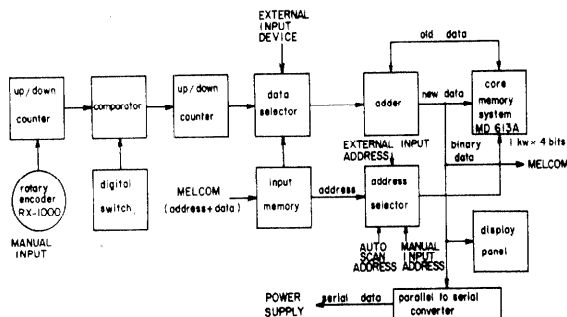 EXTERNAL
INPUT
DEVICE
old data
up/down
counter
comparator
up/down
counter
data
selector
adder
new data
core
memory
system
MD 613A
1 kw × 4 bits
EXTERNAL INPUT
ADDRESS
binary
data
MELCOM
rotary
encoder
RX-1000
MANUAL
INPUT
digital
switch
MELCOM
(address+data)
input
memory
address
address
selector
AUTO
SCAN
ADDRESS
MANUAL
INPUT
ADDRESS
display
panel
POWER
SUPPLY
serial data
parallel to serial
converter